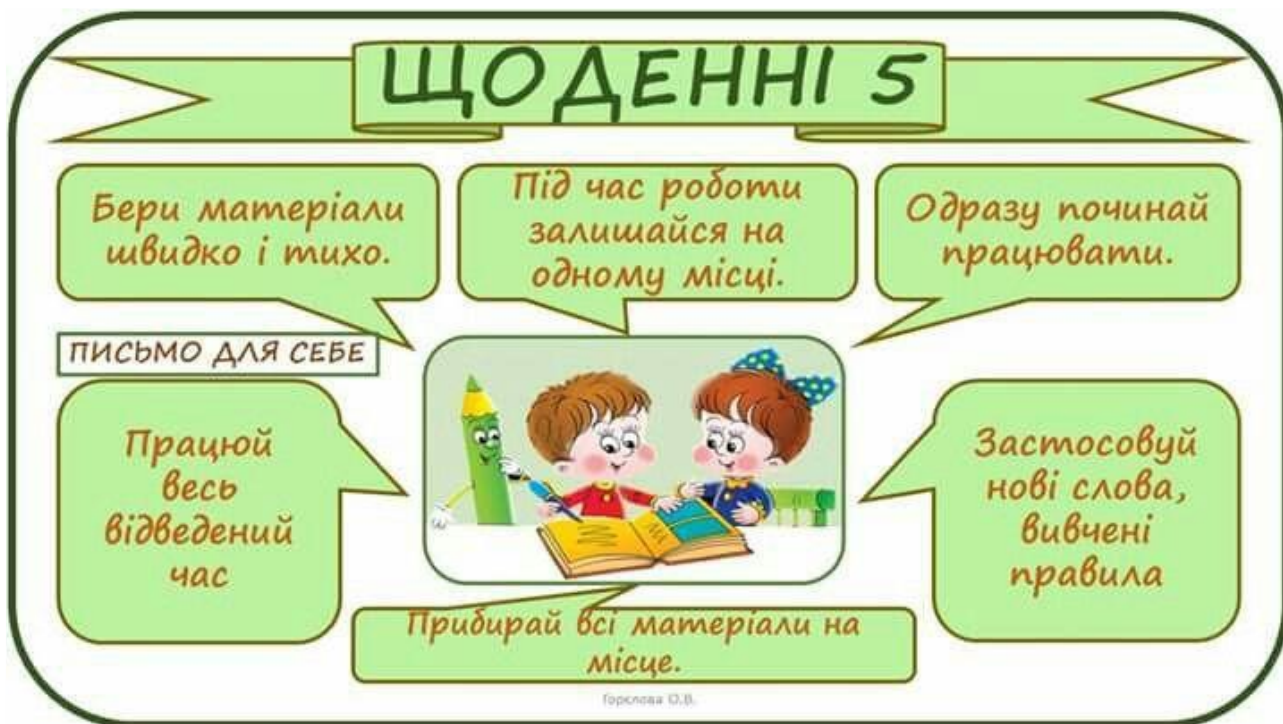 ЩОДЕННІ 5
Бери матеріали
швидко і тихо.
Під час роботи
залишайся на
одному місці.
Одразу починай
працювати.
ПИСЬМО ДЛЯ СЕБЕ
Працюй
весь
відведений
час
Застосовуй
нові слова,
вивчені
правила
Прибирай всі матеріали на
місце.
Горєлова О.В.